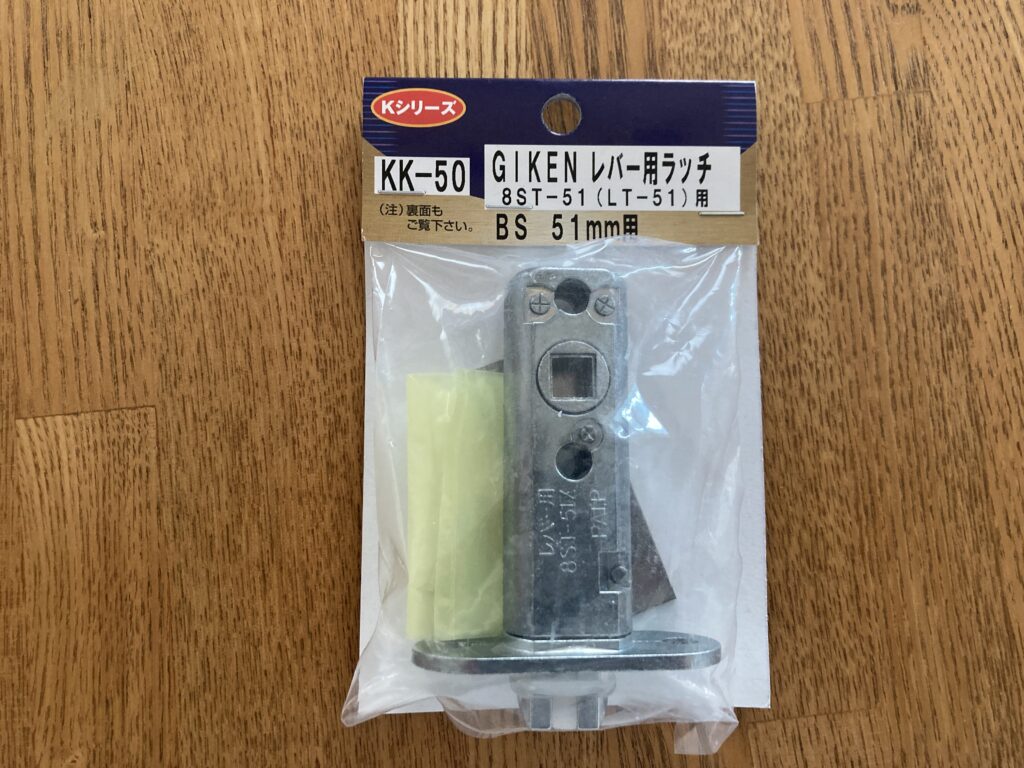 Kシリーズ
KK-50
GIKEN レバー用ラッチ
8ST-51(LT-51)用
(注)裏面も
ご覧下さい。
BS 51mm用
レバー用
8ST-51A